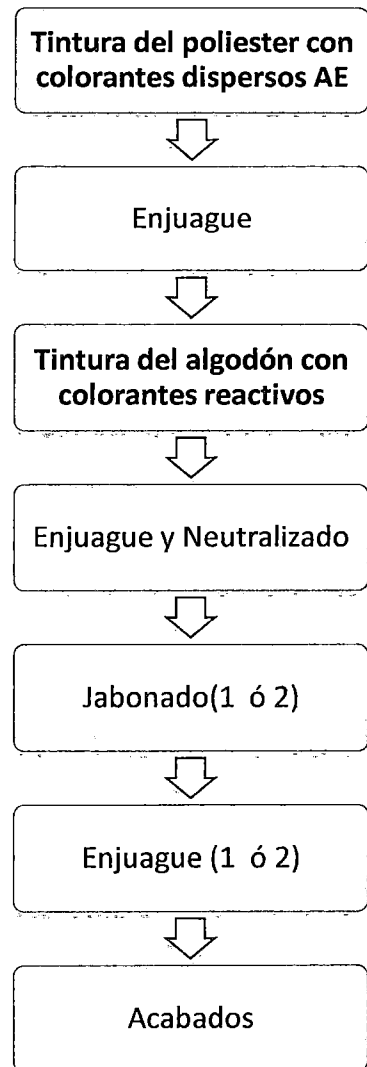 Tintura del poliester con
colorantes dispersos AE
Enjuague
Tintura del algodón con
colorantes reactivos
Enjuague y Neutralizado
Jabonado(1 ó 2)
Enjuague (1 ó 2)
Acabados